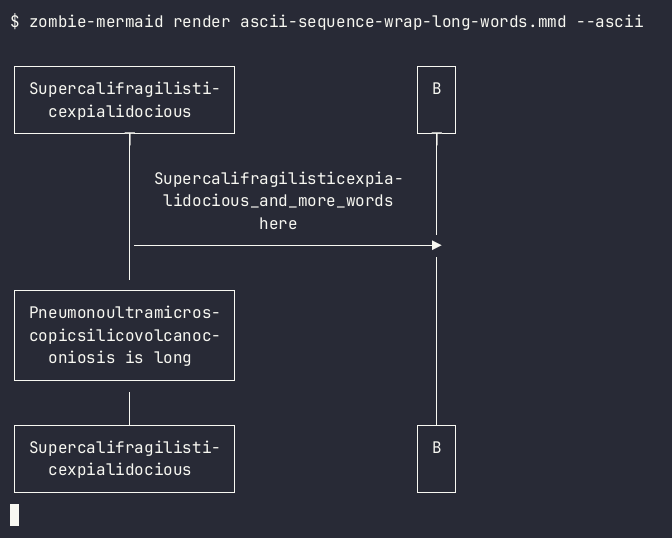 $ zombie-mermaid render ascii-sequence-wrap-long-words.mmd --ascii
Supercalifragilisti-
cexpialidocious
B
Supercalifragilisticexpia-
lidocious_and_more_words
here
Pneumonoultramicros-
copicsilicovolcanoc-
oniosis is long
Supercalifragilisti-
cexpialidocious
B